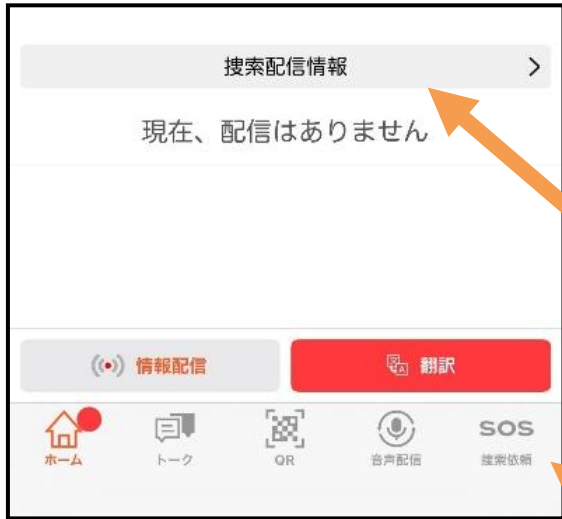 捜索配信情報
現在、配信はありません
情報配信
翻訳
SOS
ホーム
トーク
QR
音声配信
捜索依頼